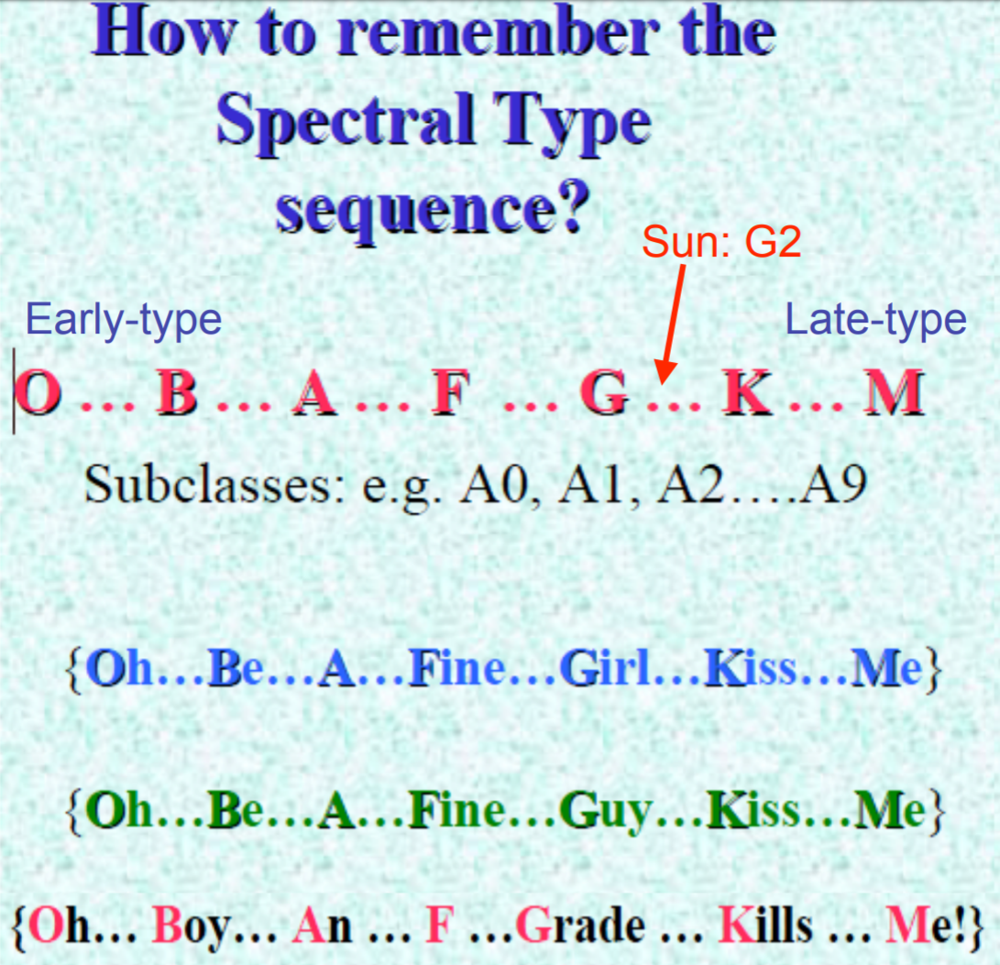 How to remember the
Spectral Type
sequence?
Sun: G2
Early-type
Late-type
O ... B ... A ... F ... G ... K ... M
Subclasses: e.g. A0, A1, A2....A9
{Oh...Be...A...Fine...Girl...Kiss...Me}
{Oh...Be...A...Fine...Guy...Kiss...Me}
{Oh... Boy... An ... F ...Grade ... Kills ... Me!}